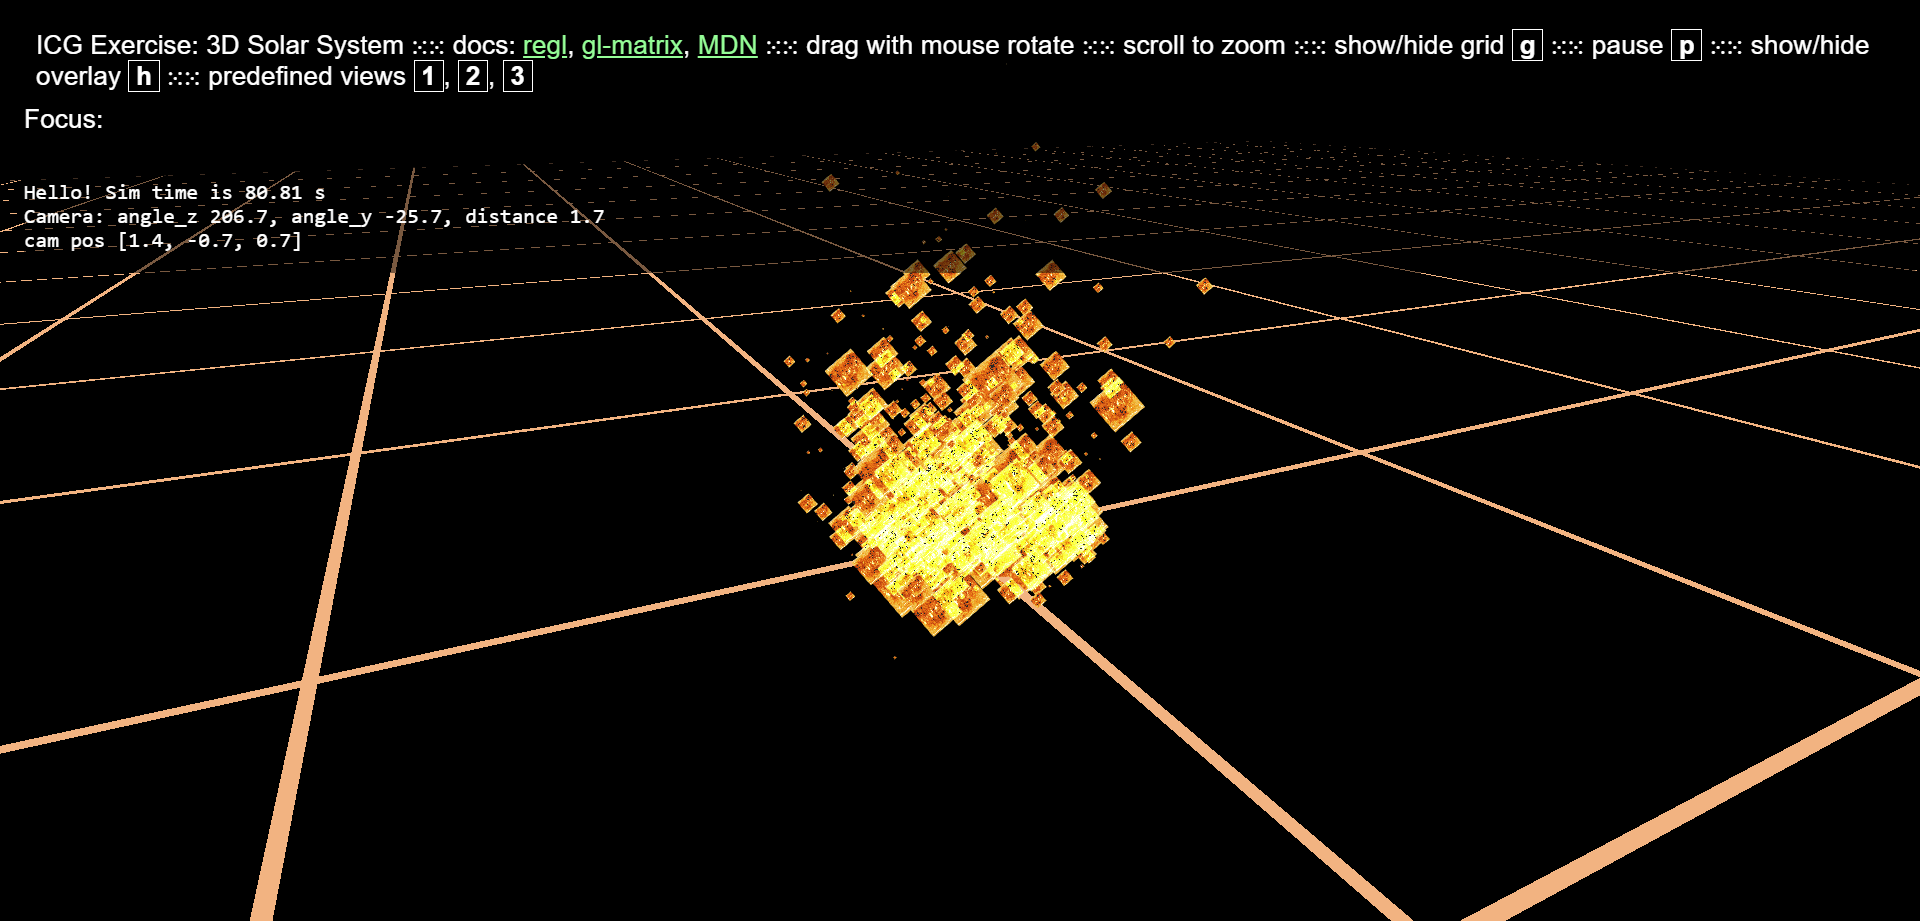 ICG Exercise: 3D Solar System :·:·: docs: regl, gl-matrix, MDN :·:·: drag with mouse rotate :·:·: scroll to zoom :·:·: show/hide grid g :·:·: pause p :·:·: show/hide
overlay h :·:·: predefined views 1, 2, 3
Focus:
Hello! Sim time is 80.81 s
Camera: angle_z 206.7, angle_y -25.7, distance 1.7
cam pos [1.4, -0.7, 0.7]